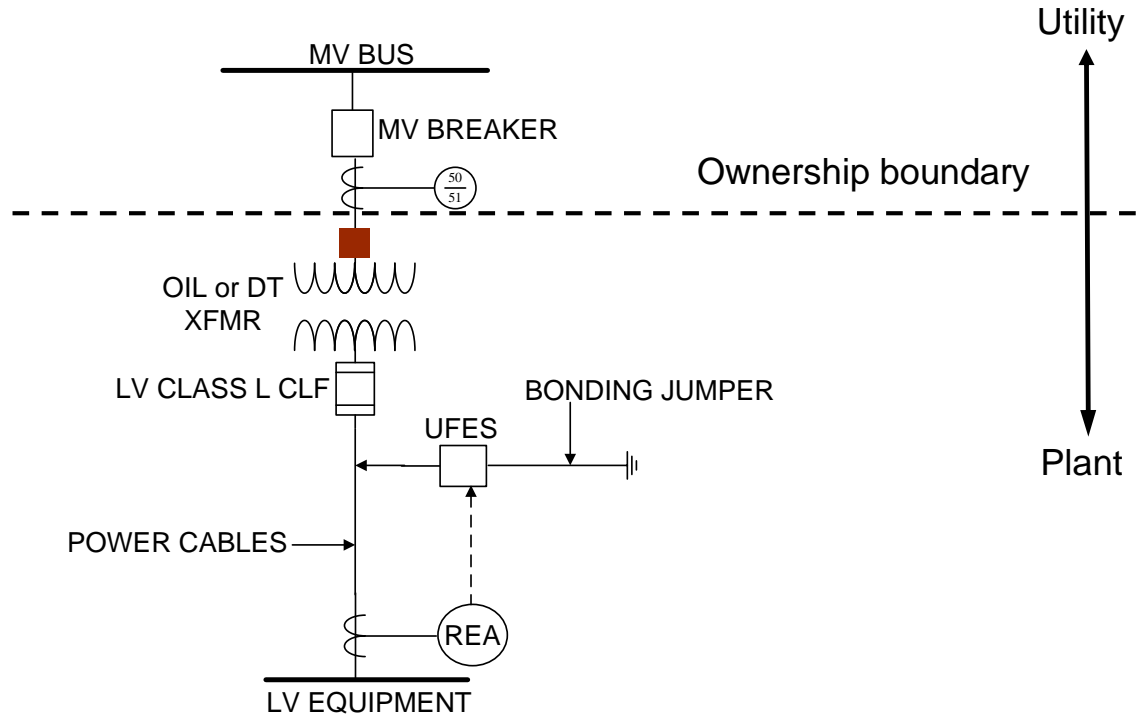 Utility
MV BUS
MV BREAKER
50
51
Ownership boundary
OIL or DT
XFMR
LV CLASS L CLF
BONDING JUMPER
UFES
Plant
POWER CABLES
REA
LV EQUIPMENT